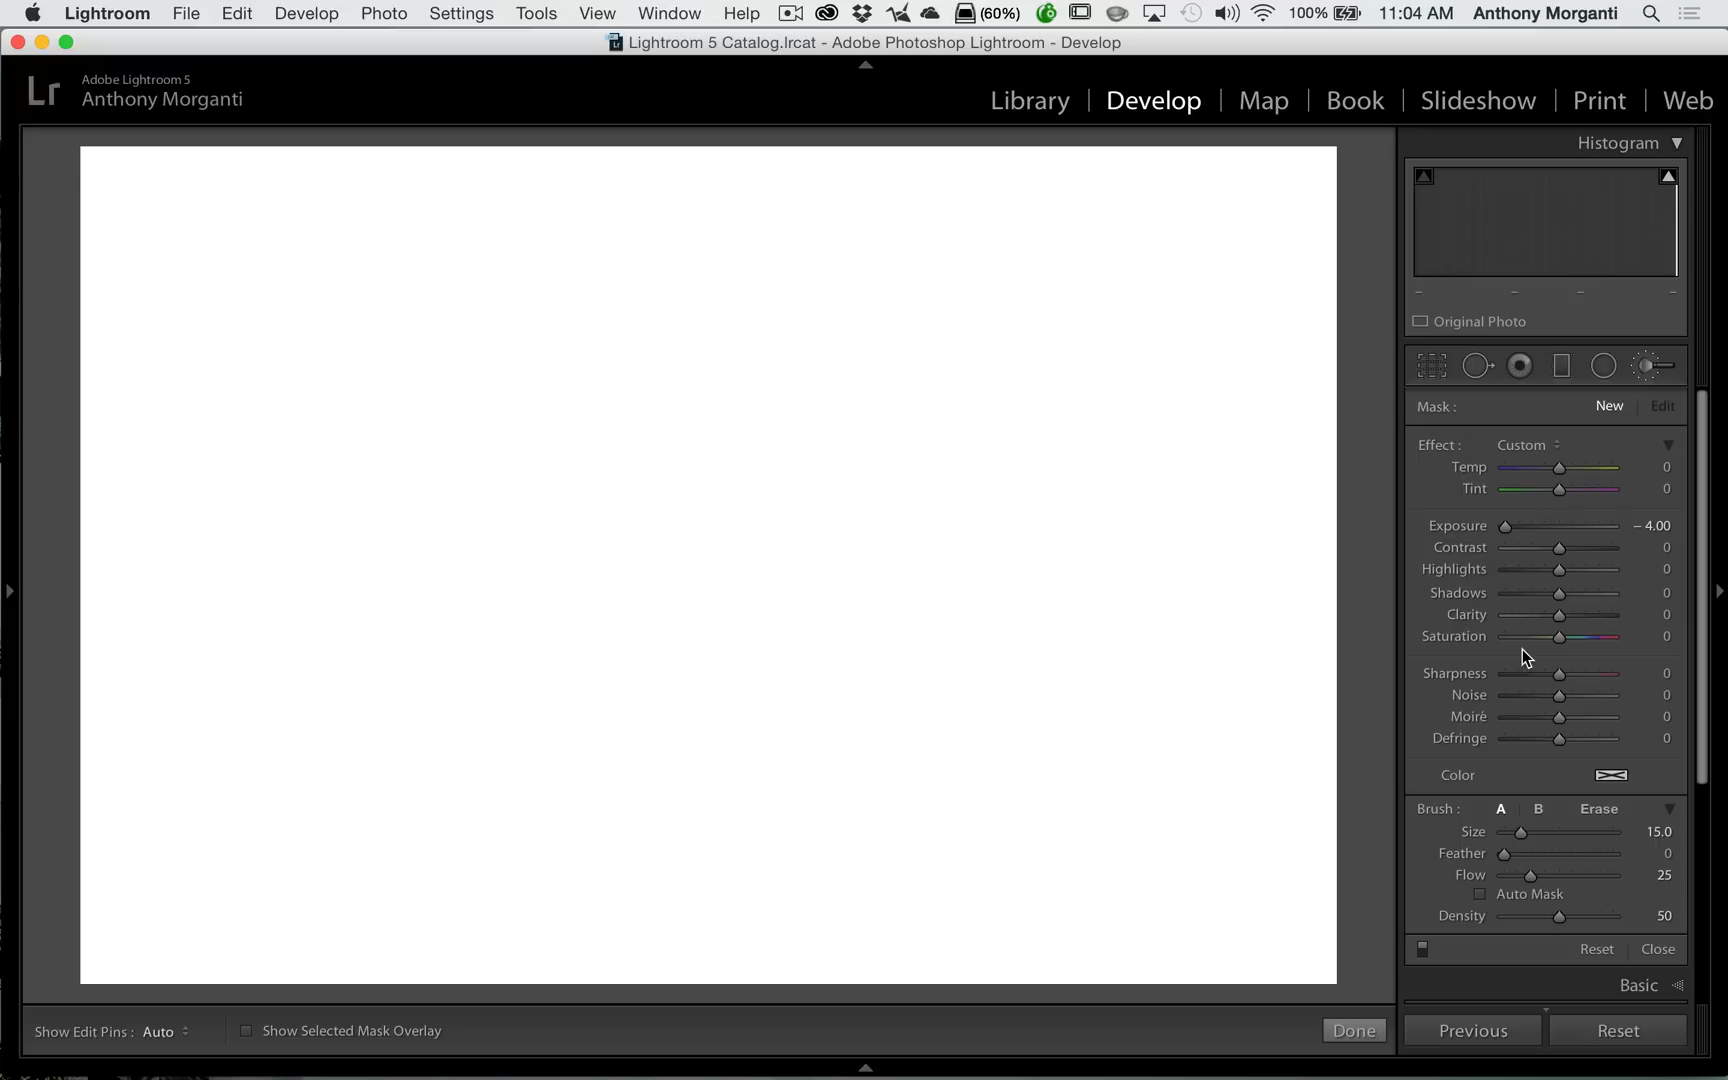 Lightroom File Edit Develop Photo Settings Tools View Window Help (60%) 100% 11:04 AM Anthony Morganti
Lightroom 5 Catalog.lrcat - Adobe Photoshop Lightroom - Develop
Lr
Adobe Lightroom 5
Anthony Morganti
Library | Develop | Map | Book | Slideshow | Print | Web
Histogram
Original Photo
Mask : New | Edit
Effect : Custom
Temp 0
Tint 0
Exposure – 4.00
Contrast 0
Highlights 0
Shadows 0
Clarity 0
Saturation 0
Sharpness 0
Noise 0
Moiré 0
Defringe 0
Color
Brush : A | B Erase
Size 15.0
Feather 0
Flow 25
Auto Mask
Density 50
Reset | Close
Basic
Show Edit Pins : Auto Show Selected Mask Overlay Done Previous Reset